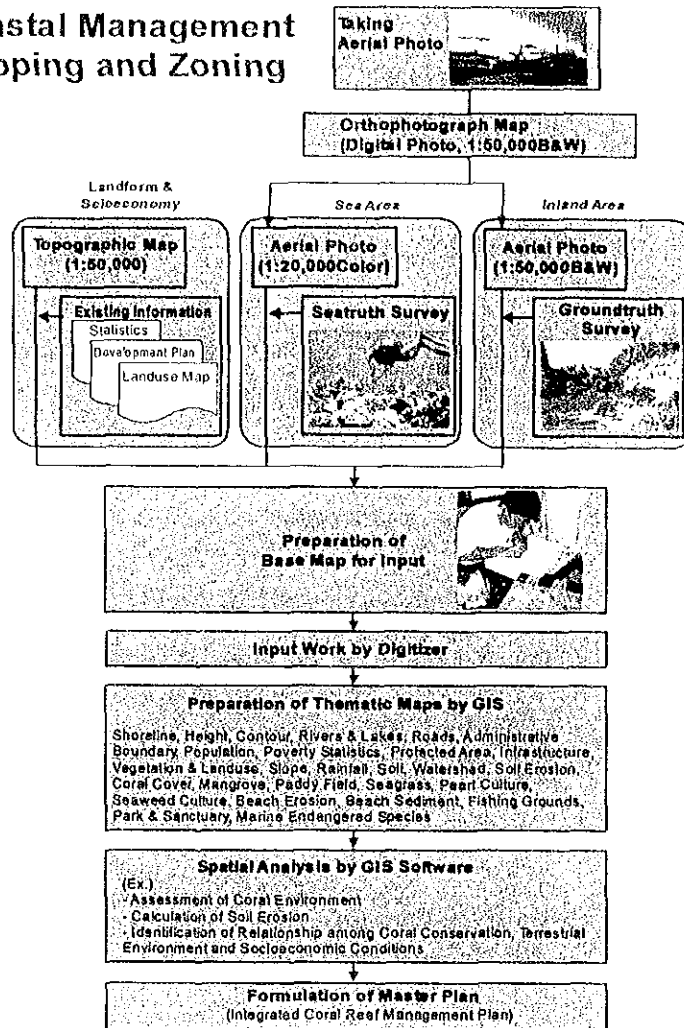 astal Management
pping and Zoning
Taking
Aerial Photo
Orthophotograph Map
(Digital Photo, 1:50,000B&W)
Landform &
Socioeconomy
Sea Area
Inland Area
Topographic Map
(1:50,000)
Existing Information
Statistics
Development Plan
Landuse Map
Aerial Photo
(1:20,000Color)
Seatruth Survey
Aerial Photo
(1:50,000B&W)
Groundtruth
Survey
Preparation of
Base Map for Input
Input Work by Digitizer
Preparation of Thematic Maps by GIS
Shoreline, Height, Contour, Rivers & Lakes, Roads, Administrative
Boundary, Population, Poverty Statistics, Protected Area, Infrastructure,
Vegetation & Landuse, Slope, Rainfall, Soil, Watershed, Soil Erosion,
Coral Cover, Mangrove, Paddy Field, Seagrass, Pearl Culture,
Seaweed Culture, Beach Erosion, Beach Sediment, Fishing Grounds,
Park & Sanctuary, Marine Endangered Species
Spatial Analysis by GIS Software
(Ex.)
- Assessment of Coral Environment
- Calculation of Soil Erosion
- Identification of Relationship among Coral Conservation, Terrestrial
Environment and Socioeconomic Conditions
Formulation of Master Plan
(Integrated Coral Reef Management Plan)